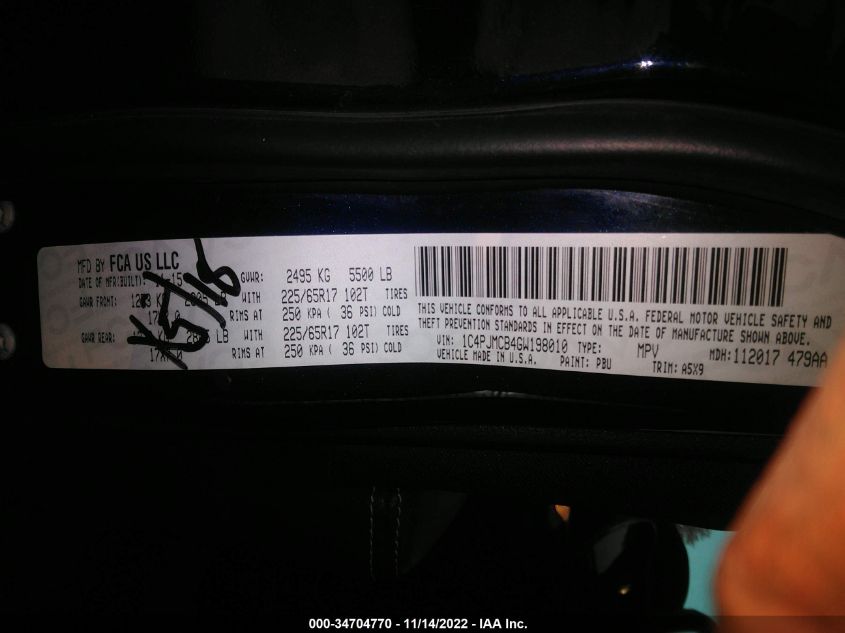 MFD BY FCA US LLC
DATE OF MFR(BUILT): -15 GVWR: 2495 KG 5500 LB
GAWR FRONT: LB WITH 225/65R17 102T TIRES
RIMS AT 250 KPA ( 36 PSI) COLD
GAWR REAR: LB WITH 225/65R17 102T TIRES
RIMS AT 250 KPA ( 36 PSI) COLD
THIS VEHICLE CONFORMS TO ALL APPLICABLE U.S.A. FEDERAL MOTOR VEHICLE SAFETY AND
THEFT PREVENTION STANDARDS IN EFFECT ON THE DATE OF MANUFACTURE SHOWN ABOVE.
VIN: 1C4PJMCB4GW198010 TYPE: MPV MDH: 112017 479AA
VEHICLE MADE IN U.S.A. PAINT: PBU TRIM: A5X9
000-34704770 - 11/14/2022 - IAA Inc.